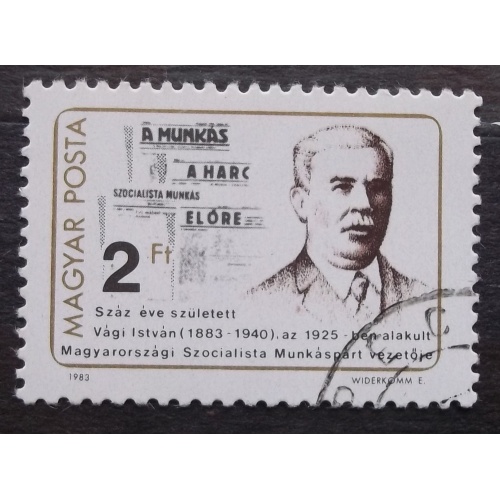 MAGYAR POSTA
A MUNKÁS
A HARC
SZOCIALISTA MUNKÁS
ELŐRE
2 Ft
Száz éve született
Vági István (1883-1940), az 1925-ben alakult
Magyarországi Szocialista Munkáspárt vezetője
1983
WIDERKOMM E.